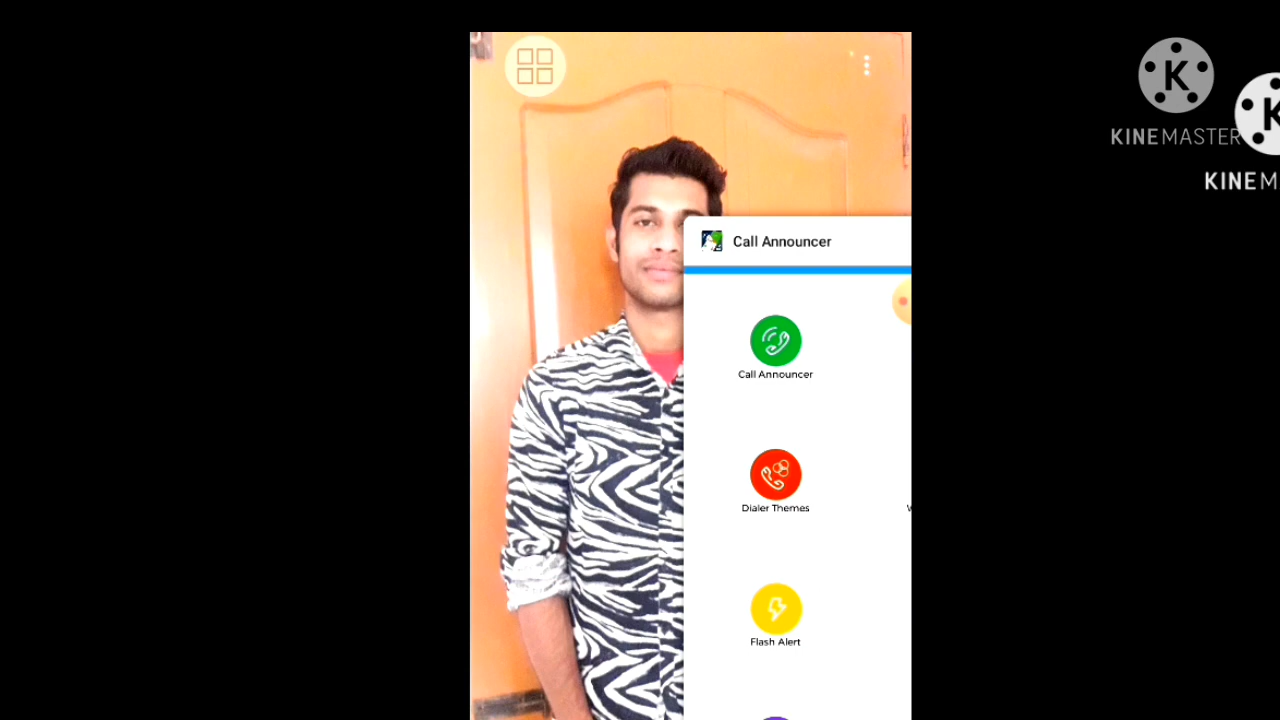 KINEMASTER
KINEM
Call Announcer
Call Announcer
Dialer Themes
Flash Alert